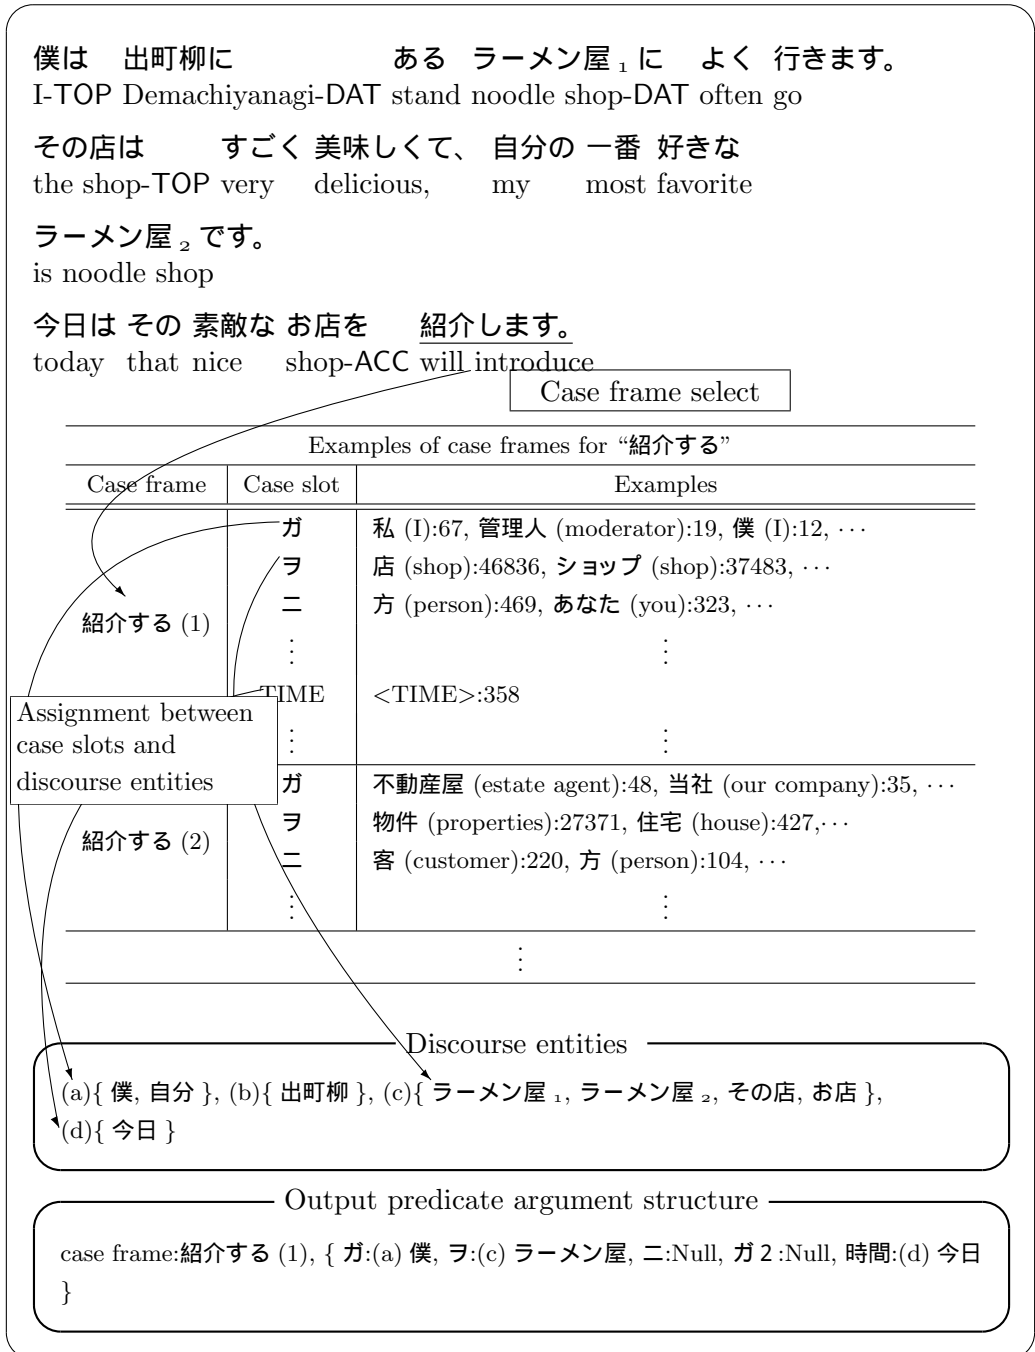 僕は 出町柳に ある ラーメン屋 ₁ に よく 行きます。
I-TOP Demachiyanagi-DAT stand noodle shop-DAT often go
その店は すごく 美味しくて、 自分の 一番 好きな
the shop-TOP very delicious, my most favorite
ラーメン屋 ₂ です。
is noodle shop
今日は その 素敵な お店を 紹介します。
today that nice shop-ACC will introduce
Case frame select
Examples of case frames for “紹介する”
Case frame Case slot Examples
ガ 私 (I):67, 管理人 (moderator):19, 僕 (I):12, ···
ヲ 店 (shop):46836, ショップ (shop):37483, ···
ニ 方 (person):469, あなた (you):323, ···
紹介する (1)
⋮ ⋮
TIME <TIME>:358
⋮ ⋮
Assignment between
case slots and
discourse entities
ガ 不動産屋 (estate agent):48, 当社 (our company):35, ···
ヲ 物件 (properties):27371, 住宅 (house):427,···
紹介する (2)
ニ 客 (customer):220, 方 (person):104, ···
⋮ ⋮
⋮
Discourse entities
(a){ 僕, 自分 }, (b){ 出町柳 }, (c){ ラーメン屋 ₁, ラーメン屋 ₂, その店, お店 },
(d){ 今日 }
Output predicate argument structure
case frame:紹介する (1), { ガ:(a) 僕, ヲ:(c) ラーメン屋, ニ:Null, ガ２:Null, 時間:(d) 今日
}